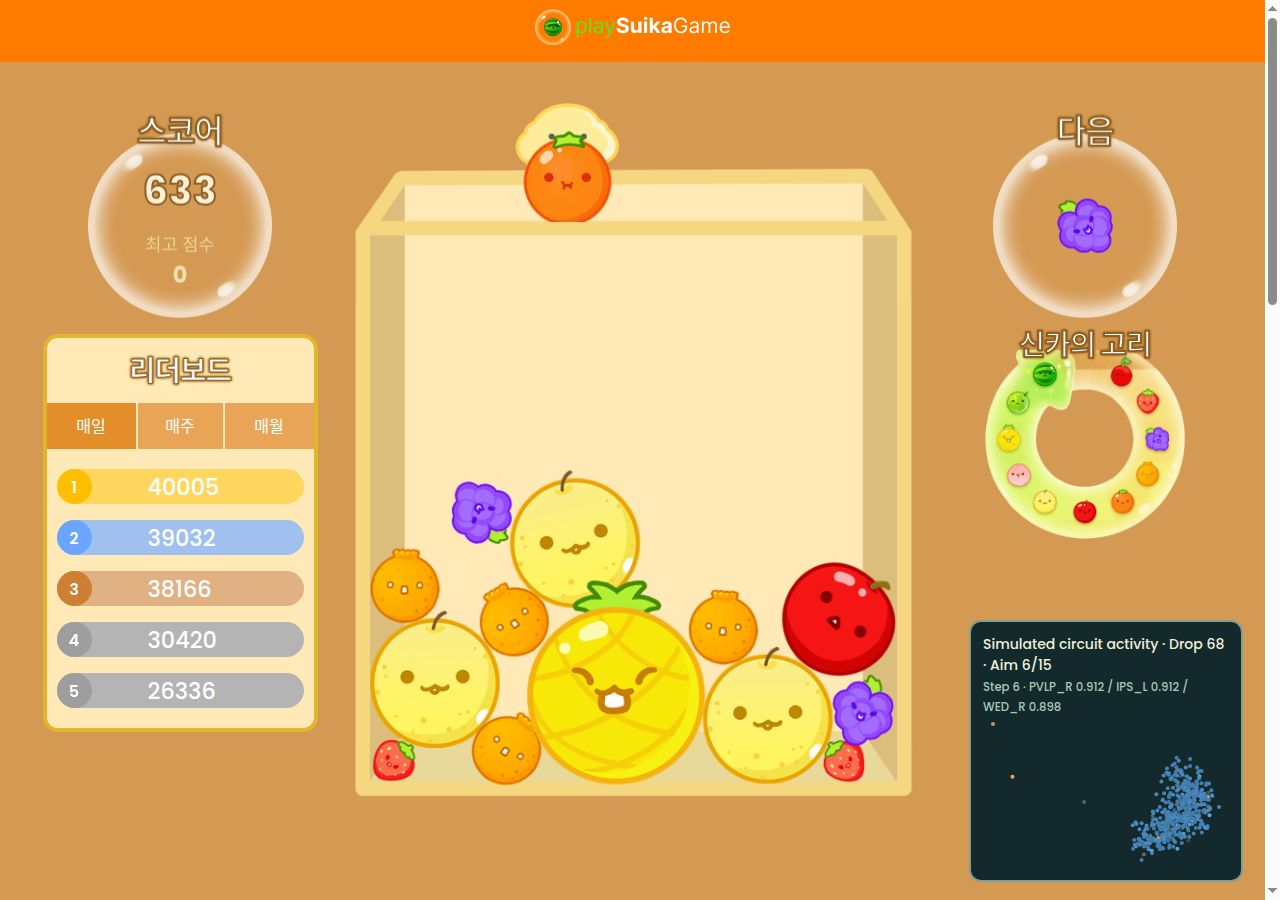 playSuikaGame
스코어
633
최고 점수
0
리더보드
매일 매주 매월
1 40005
2 39032
3 38166
4 30420
5 26336
다음
신카의 고리
Simulated circuit activity · Drop 68
· Aim 6/15
Step 6 · PVLP_R 0.912 / IPS_L 0.912 /
WED_R 0.898